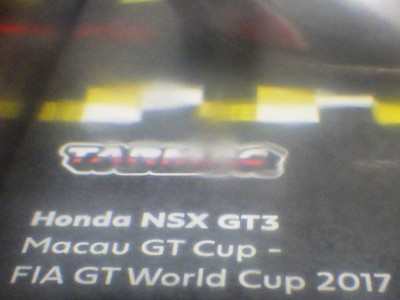 Honda NSX GT3
Macau GT Cup -
FIA GT World Cup 2017